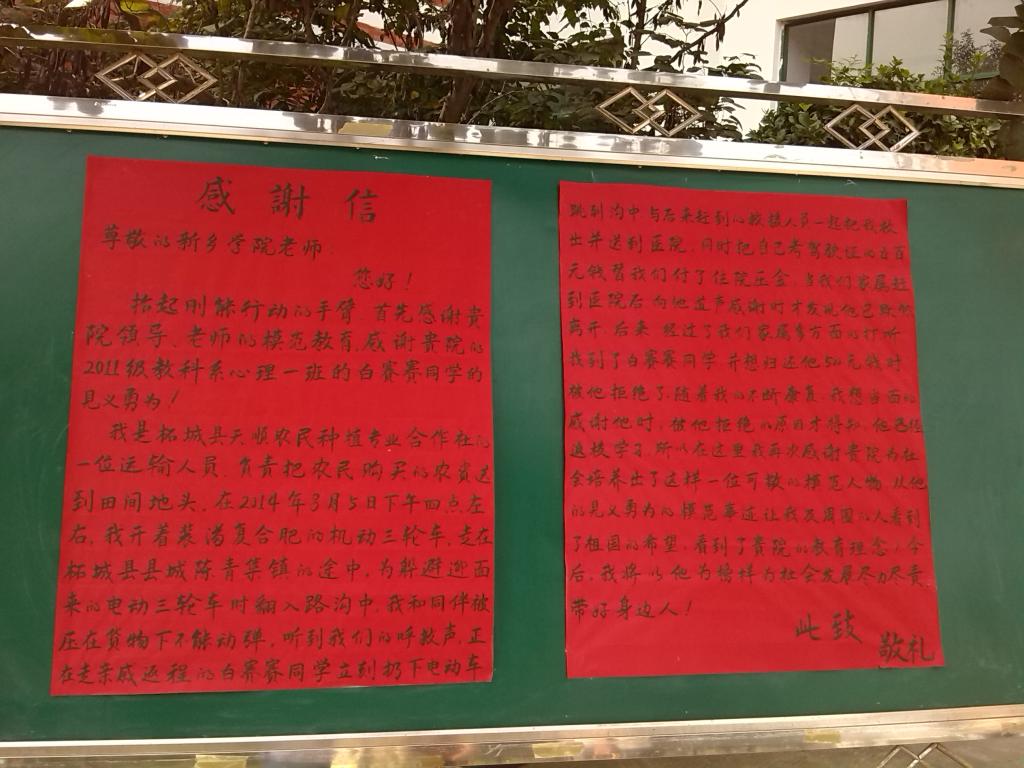 感謝信
尊敬的新乡学院老师：
您好！
抬起刚能行动的手臂 首先感谢貴
院领导、老师的模范教育，感谢貴院的
2011级教科系心理一班的白赛赛同学的
见义勇为！
我是柘城县天顺农民种植专业合作社的
一位运输人员，负责把农民购买的农资送
到田间地头，在2014年3月5日下午四点左
右，我开着装满复合肥的机动三轮车，走在
柘城县县城陈青集镇的途中，为躲避迎面
来的电动三轮车时翻入路沟中，我和同伴被
压在货物下不能动弹，听到我们的呼救声，正
在走亲戚返程的白赛赛同学立刻扔下电动车
跳到沟中与后来赶到的救援人员一起把我救
出并送到医院，同时把自己考驾驶证的五百
元钱替我们付了住院压金，当我们家属赶
到医院后向他道声感谢时才发现他已默然
离开，后来 经过了我们家属多方面的打听
找到了白赛赛同学，并想归还他500元钱时
被他拒绝了，随着我的不断康复，我想当面的
感谢他时，被他拒绝的原因才得知，他已经
返校学习，所以在这里我再次感谢贵院为社
会培养出了这样一位可敬的模范人物，从他
的见义勇为的模范事迹让我及周围的人看到
了祖国的希望，看到了貴院的教育理念！今
后，我将以他为榜样为社会发展尽力尽责
带好身边人！
此致
敬礼